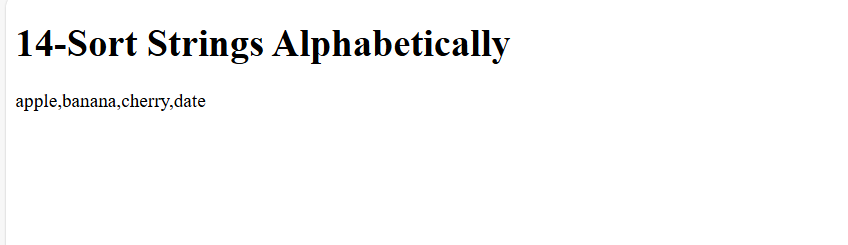 14-Sort Strings Alphabetically
apple,banana,cherry,date